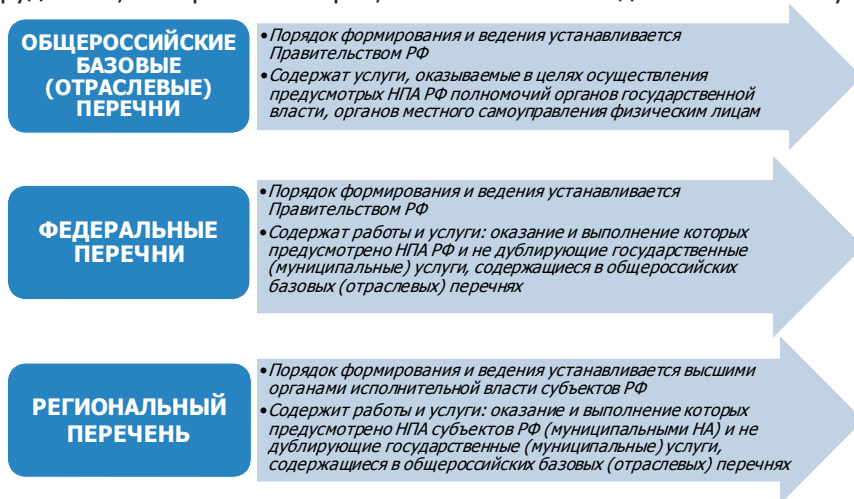 ОБЩЕРОССИЙСКИЕ
БАЗОВЫЕ
(ОТРАСЛЕВЫЕ)
ПЕРЕЧНИ
•Порядок формирования и ведения устанавливается
Правительством РФ
•Содержат услуги, оказываемые в целях осуществления
предусмотрых НПА РФ полномочий органов государственной
власти, органов местного самоуправления физическим лицам
ФЕДЕРАЛЬНЫЕ
ПЕРЕЧНИ
•Порядок формирования и ведения устанавливается
Правительством РФ
•Содержат работы и услуги: оказание и выполнение которых
предусмотрено НПА РФ и не дублирующие государственные
(муниципальные) услуги, содержащиеся в общероссийских
базовых (отраслевых) перечнях
РЕГИОНАЛЬНЫЙ
ПЕРЕЧЕНЬ
•Порядок формирования и ведения устанавливается высшими
органами исполнительной власти субъектов РФ
•Содержит работы и услуги: оказание и выполнение которых
предусмотрено НПА субъектов РФ (муниципальными НА) и не
дублирующие государственные (муниципальные) услуги,
содержащиеся в общероссийских базовых (отраслевых) перечнях